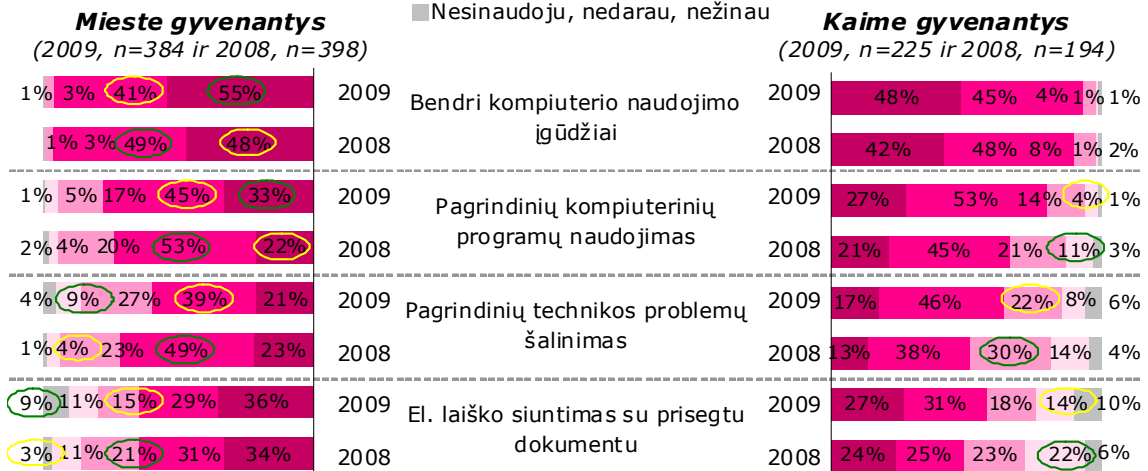 Nesinaudoju, nedarau, nežinau
Mieste gyvenantys
(2009, n=384 ir 2008, n=398)
Kaime gyvenantys
(2009, n=225 ir 2008, n=194)
1% 3% 41% 55% 2009 Bendri kompiuterio naudojimo 2009 48% 45% 4% 1% 1%
1% 3% 49% 48% 2008 įgūdžiai 2008 42% 48% 8% 1% 2%
1% 5% 17% 45% 33% 2009 Pagrindinių kompiuterinių 2009 27% 53% 14% 4% 1%
2% 4% 20% 53% 22% 2008 programų naudojimas 2008 21% 45% 21% 11% 3%
4% 9% 27% 39% 21% 2009 Pagrindinių technikos problemų 2009 17% 46% 22% 8% 6%
1% 4% 23% 49% 23% 2008 šalinimas 2008 13% 38% 30% 14% 4%
9% 11% 15% 29% 36% 2009 El. laiško siuntimas su prisegtu 2009 27% 31% 18% 14% 10%
3% 11% 21% 31% 34% 2008 dokumentu 2008 24% 25% 23% 22% 6%